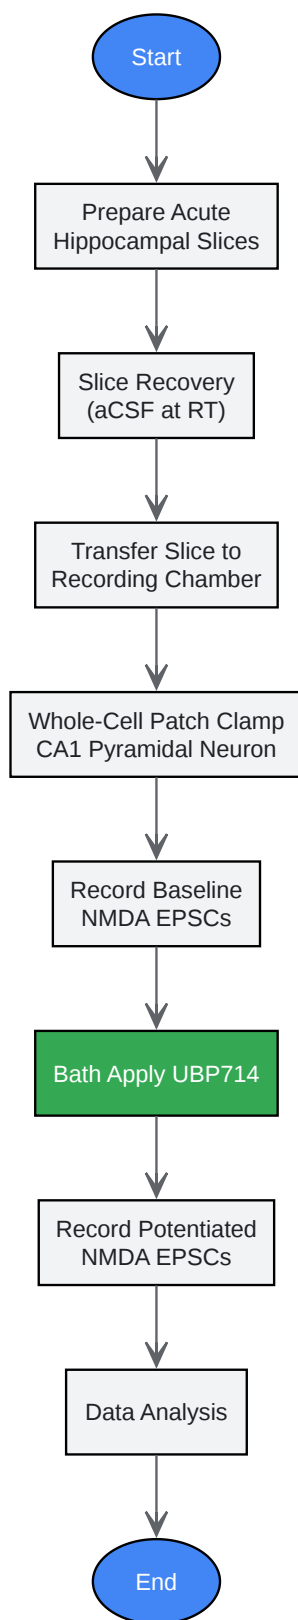 Start
Prepare Acute
Hippocampal Slices
Slice Recovery
(aCSF at RT)
Transfer Slice to
Recording Chamber
Whole-Cell Patch Clamp
CA1 Pyramidal Neuron
Record Baseline
NMDA EPSCs
Bath Apply UBP714
Record Potentiated
NMDA EPSCs
Data Analysis
End